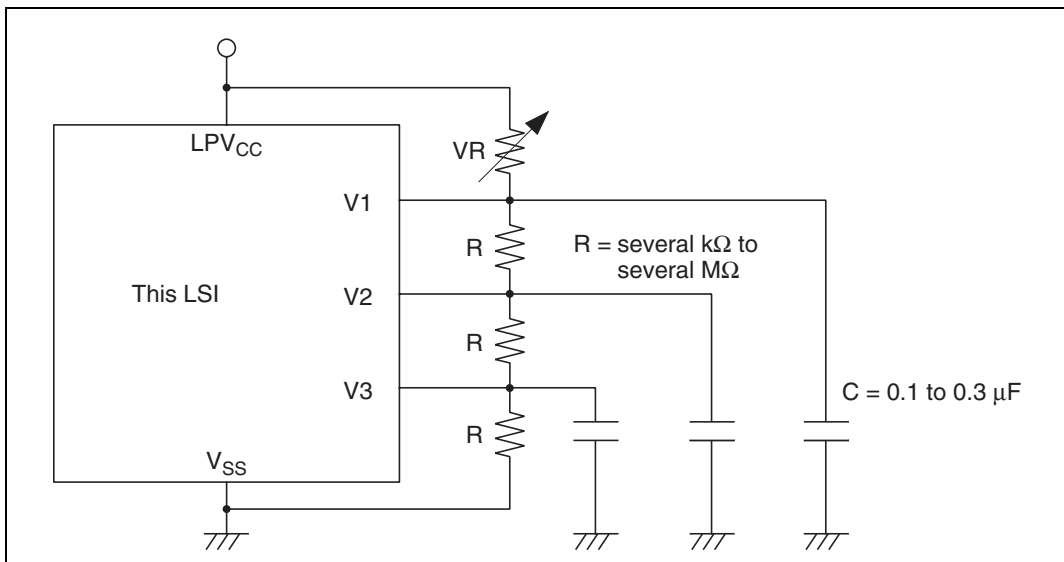 LPVCC
VR
V1
R
R = several kΩ to
several MΩ
This LSI
V2
R
V3
C = 0.1 to 0.3 μF
R
VSS